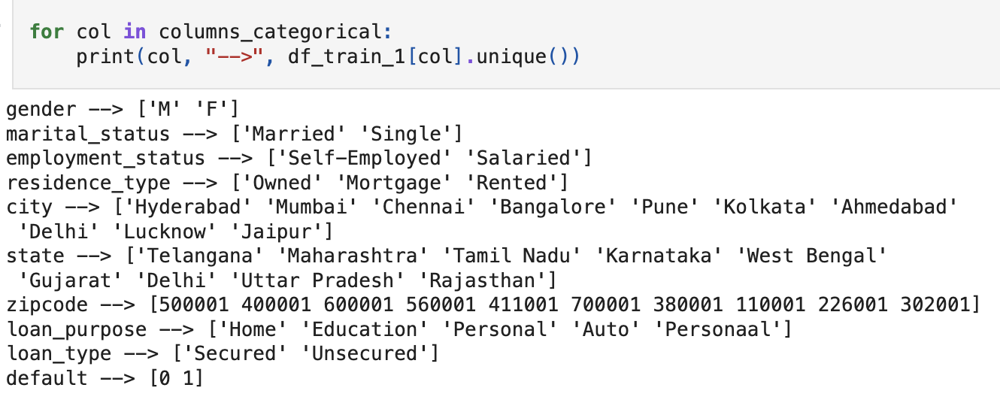 for col in columns_categorical:
    print(col, "-->", df_train_1[col].unique())
gender --> ['M' 'F']
marital_status --> ['Married' 'Single']
employment_status --> ['Self-Employed' 'Salaried']
residence_type --> ['Owned' 'Mortgage' 'Rented']
city --> ['Hyderabad' 'Mumbai' 'Chennai' 'Bangalore' 'Pune' 'Kolkata' 'Ahmedabad'
 'Delhi' 'Lucknow' 'Jaipur']
state --> ['Telangana' 'Maharashtra' 'Tamil Nadu' 'Karnataka' 'West Bengal'
 'Gujarat' 'Delhi' 'Uttar Pradesh' 'Rajasthan']
zipcode --> [500001 400001 600001 560001 411001 700001 380001 110001 226001 302001]
loan_purpose --> ['Home' 'Education' 'Personal' 'Auto' 'Personaal']
loan_type --> ['Secured' 'Unsecured']
default --> [0 1]